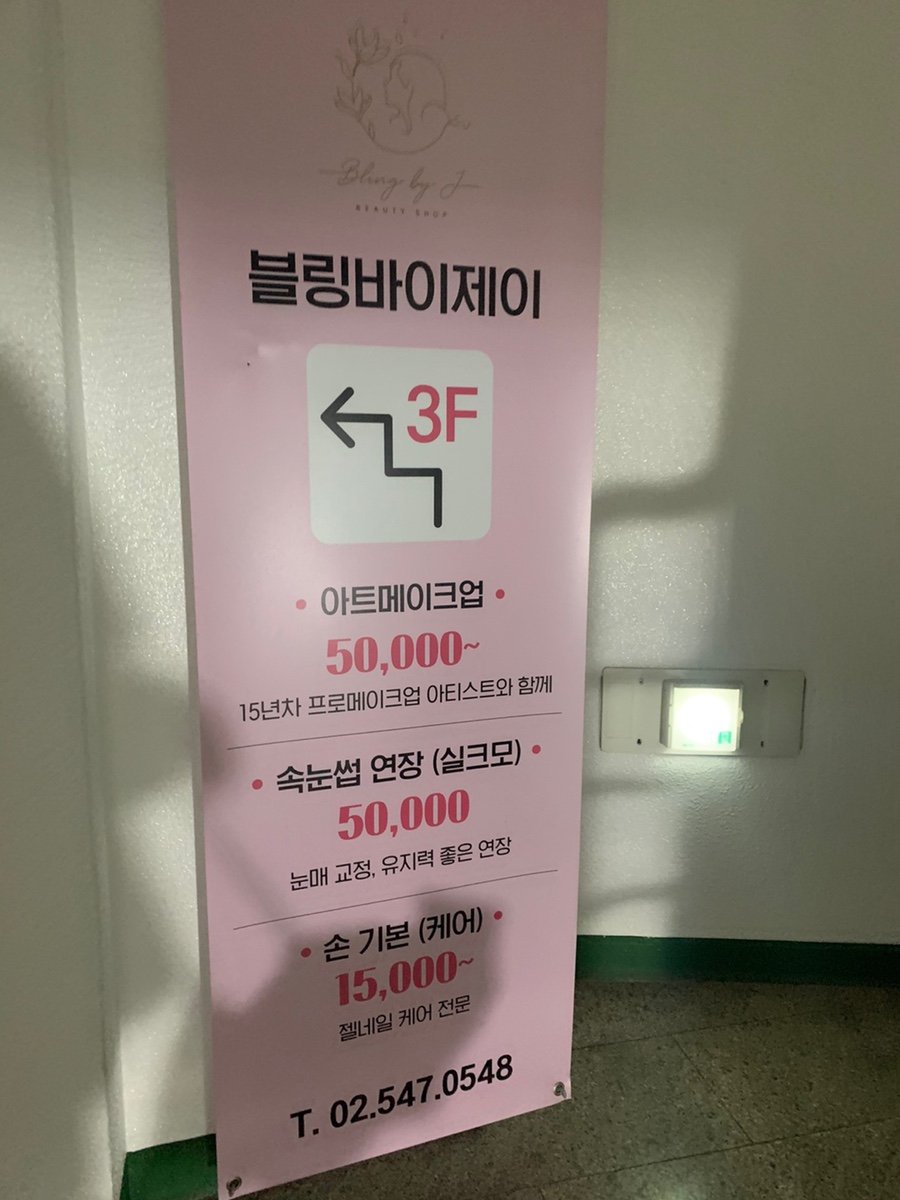 Bling by J
BEAUTY SHOP
블링바이제이
3F
• 아트메이크업 •
50,000~
15년차 프로메이크업 아티스트와 함께
• 속눈썹 연장 (실크모) •
50,000
눈매 교정, 유지력 좋은 연장
• 손 기본 (케어) •
15,000~
젤네일 케어 전문
T. 02.547.0548